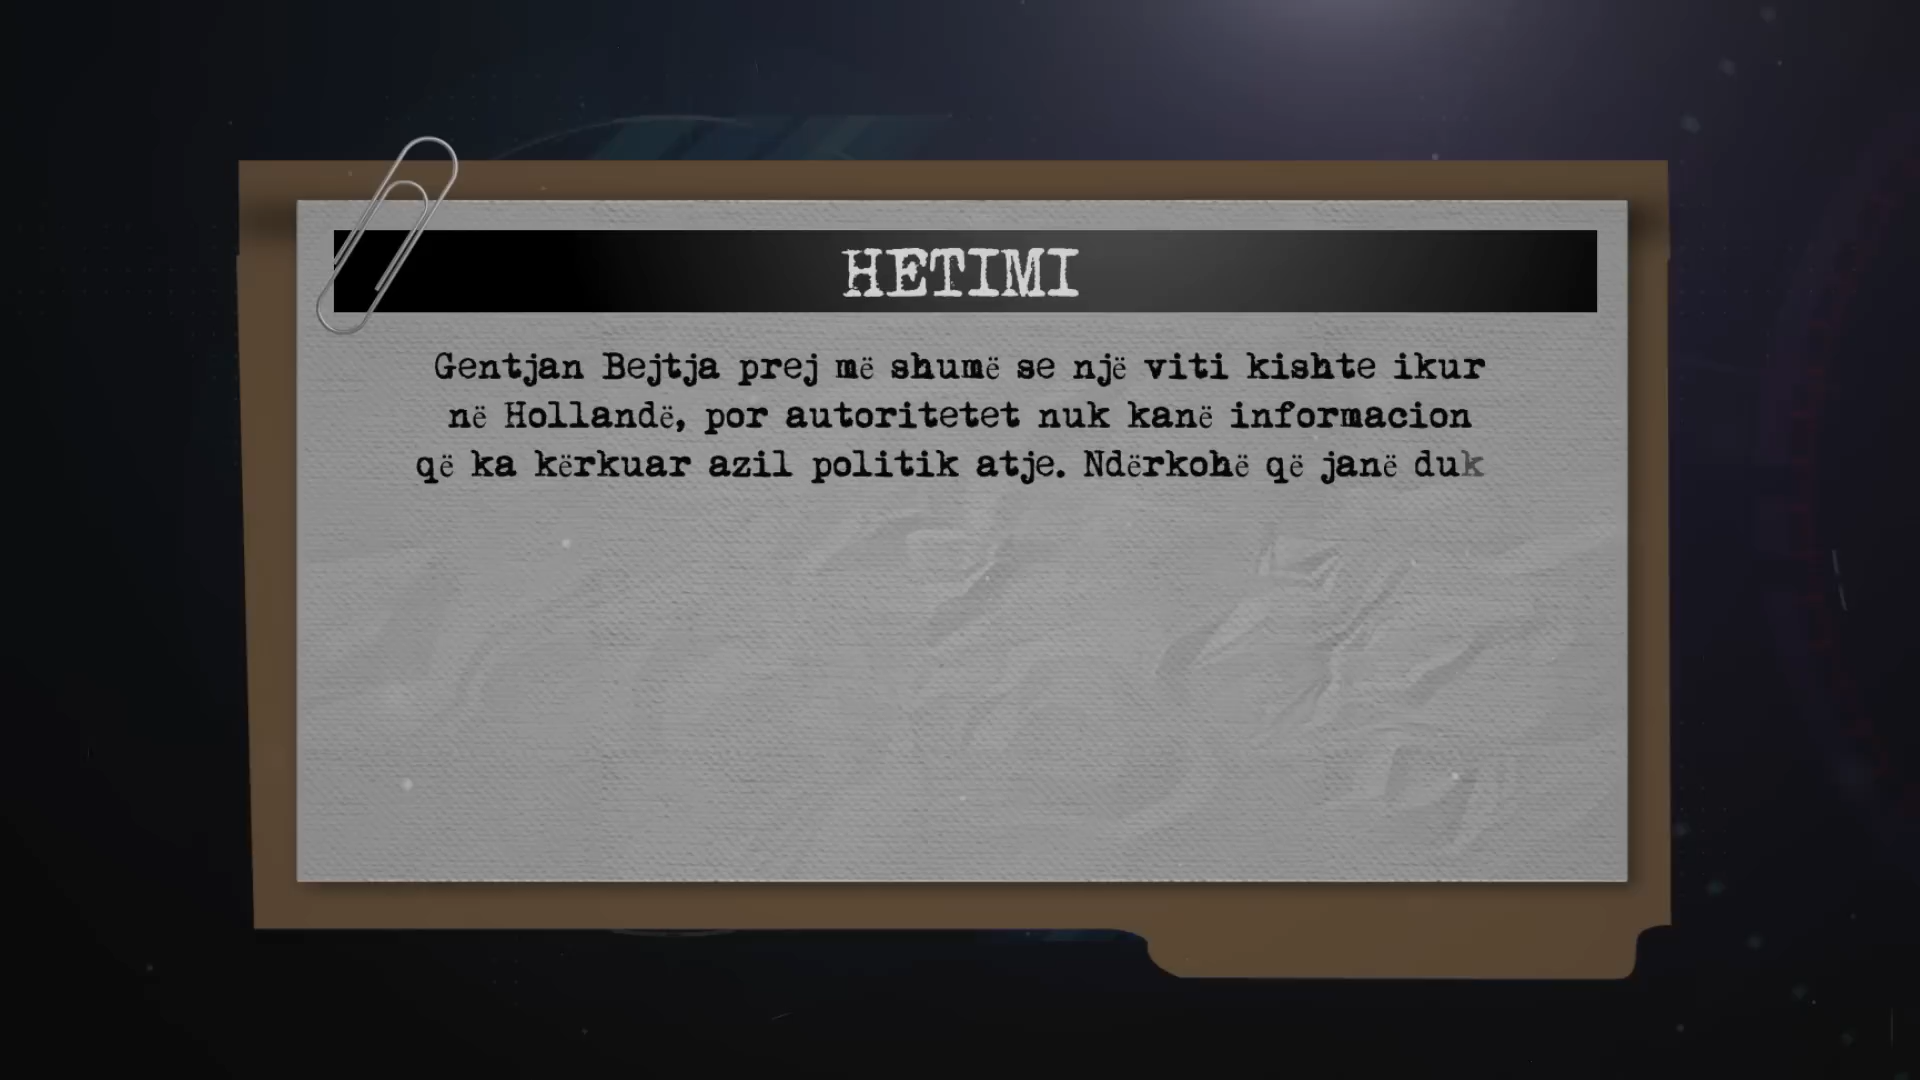 HETIMI
Gentjan Bejtja prej më shumë se një viti kishte ikur
në Hollandë, por autoritetet nuk kanë informacion
që ka kërkuar azil politik atje. Ndërkohë që janë duk